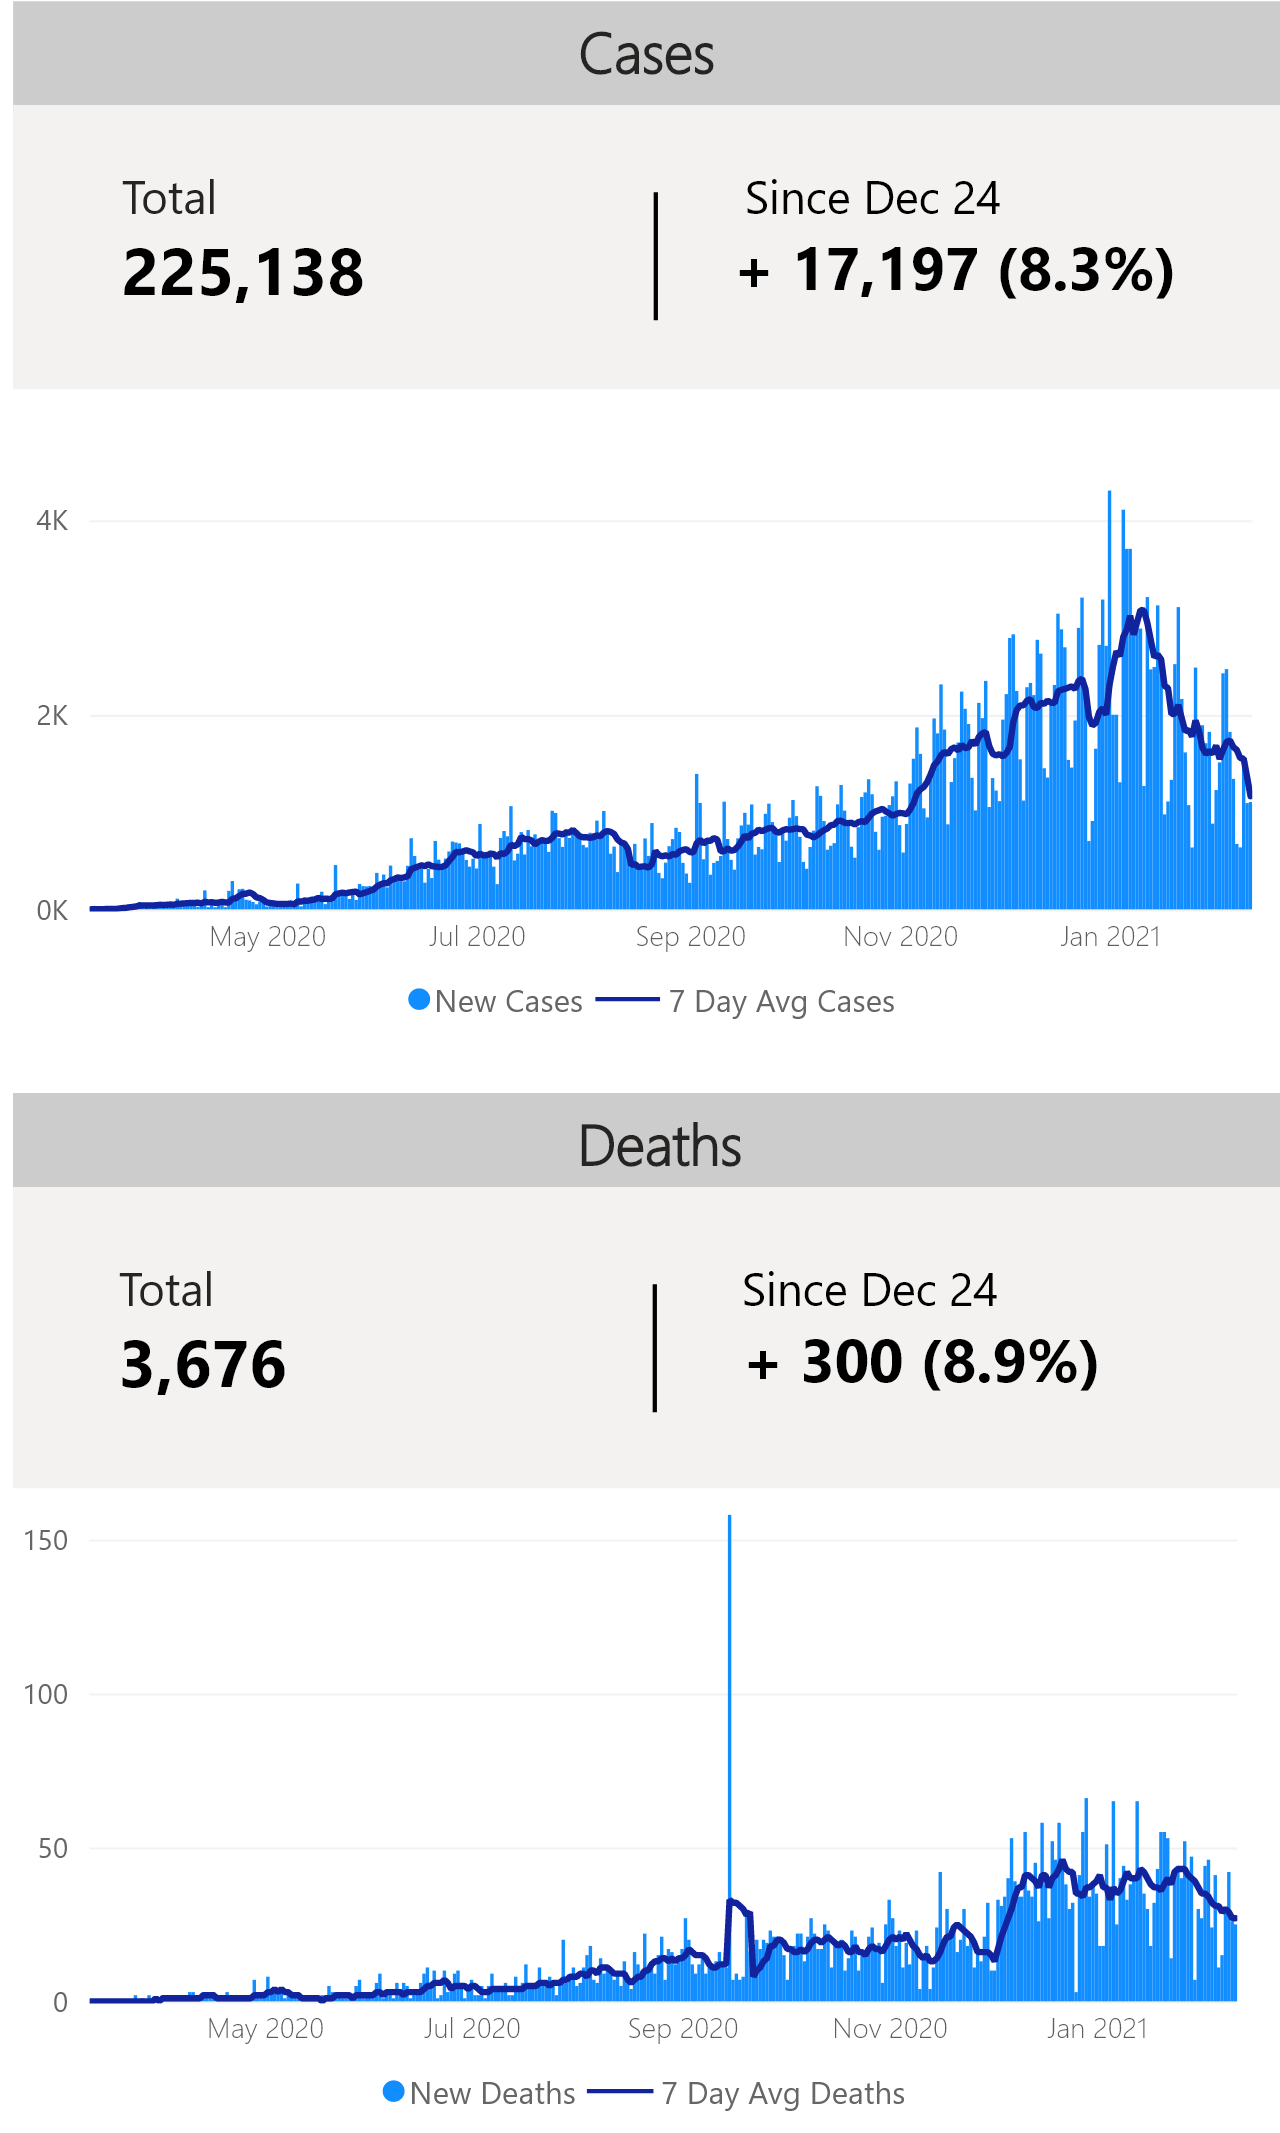 Cases
Total
Since Dec 24
225,138
+ 17,197 (8.3%)
4K
2K
0K
May 2020
Jul 2020
Sep 2020
Nov 2020
Jan 2021
New Cases
7 Day Avg Cases
Deaths
Total
Since Dec 24
3,676
+ 300 (8.9%)
150
100
50
0
May 2020
Jul 2020
Sep 2020
Nov 2020
Jan 2021
New Deaths
7 Day Avg Deaths